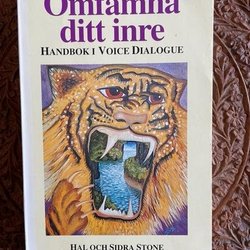 Omfamna
ditt inre
HANDBOK I VOICE DIALOGUE
HAL OCH SIDRA STONE